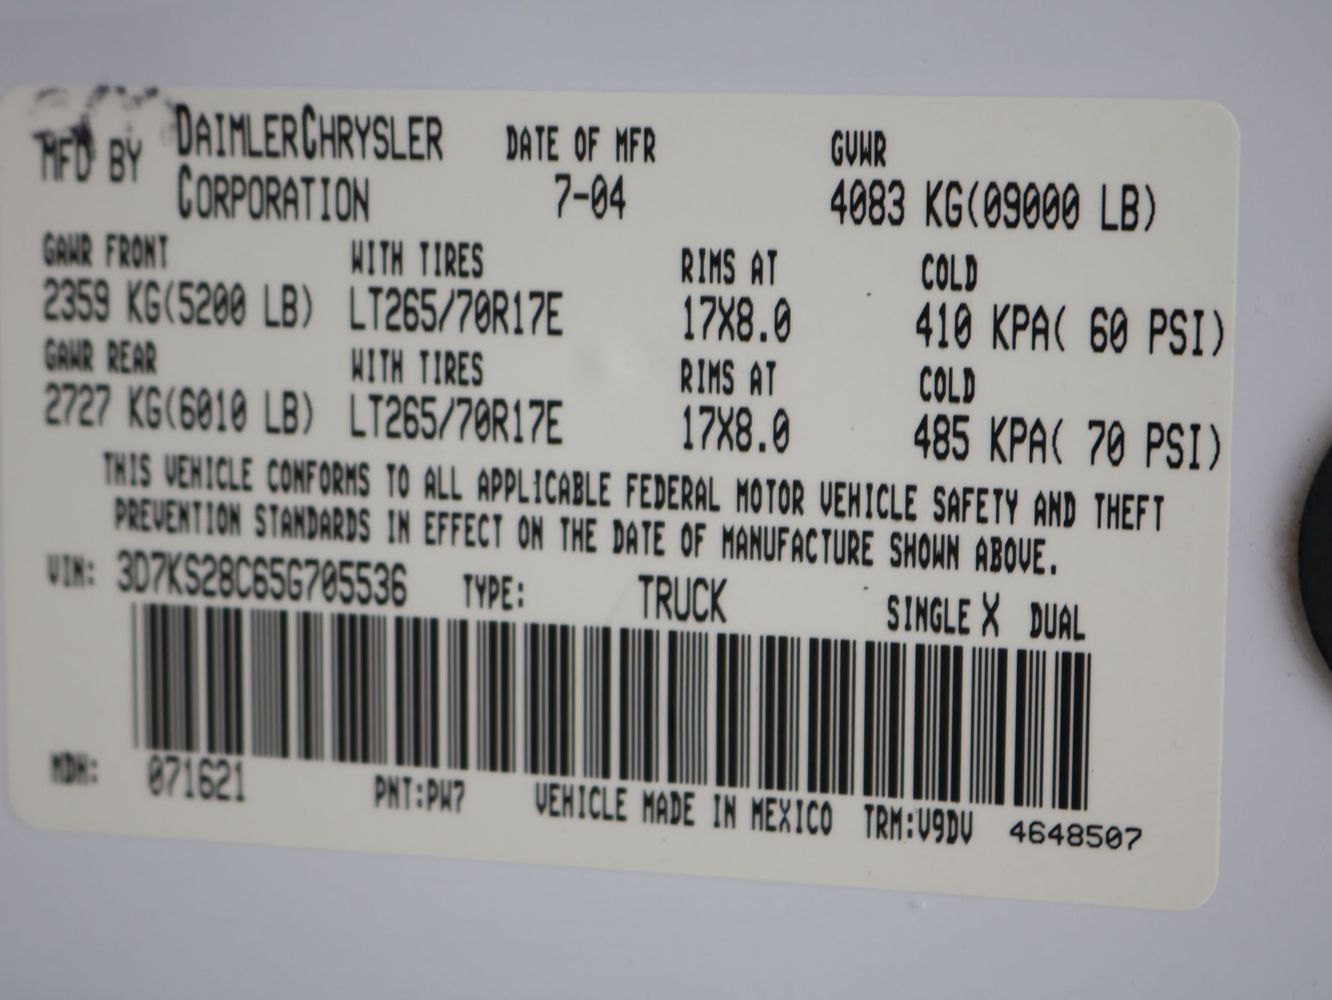 MFD BY DAIMLERCHRYSLER CORPORATION DATE OF MFR 7-04 GVWR 4083 KG(09000 LB)
GAWR FRONT WITH TIRES RIMS AT COLD
2359 KG(5200 LB) LT265/70R17E 17X8.0 410 KPA( 60 PSI)
GAWR REAR WITH TIRES RIMS AT COLD
2727 KG(6010 LB) LT265/70R17E 17X8.0 485 KPA( 70 PSI)
THIS VEHICLE CONFORMS TO ALL APPLICABLE FEDERAL MOTOR VEHICLE SAFETY AND THEFT
PREVENTION STANDARDS IN EFFECT ON THE DATE OF MANUFACTURE SHOWN ABOVE.
VIN: 3D7KS28C65G705536 TYPE: TRUCK SINGLE X DUAL
MDH: 071621 PNT:PW7 VEHICLE MADE IN MEXICO TRM:V9DV 4648507